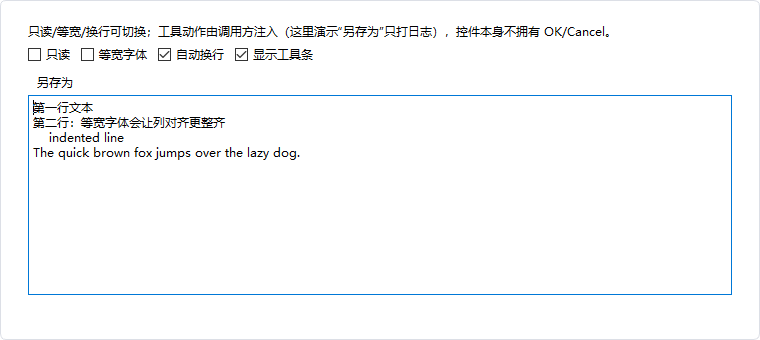 只读/等宽/换行可切换；工具动作由调用方注入（这里演示“另存为”只打日志），控件本身不拥有 OK/Cancel。
只读 等宽字体 自动换行 显示工具条
另存为
第一行文本
第二行：等宽字体会让列对齐更整齐
    indented line
The quick brown fox jumps over the lazy dog.